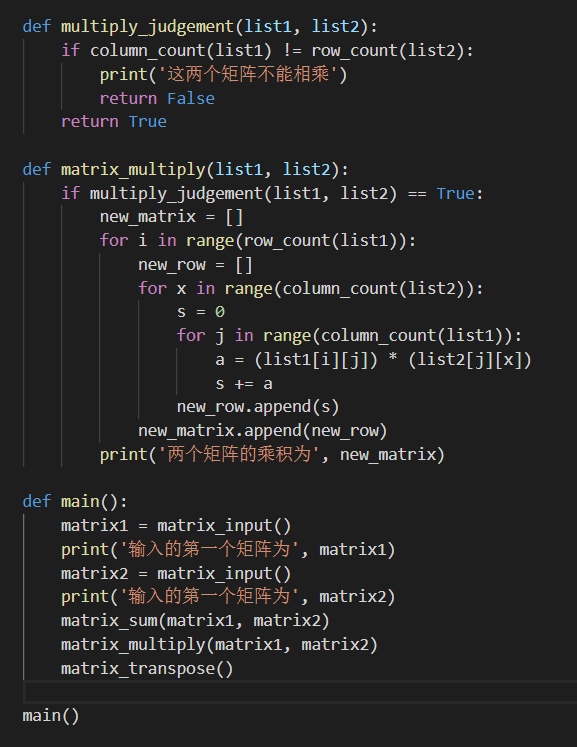 def multiply_judgement(list1, list2):
    if column_count(list1) != row_count(list2):
        print('这两个矩阵不能相乘')
        return False
    return True

def matrix_multiply(list1, list2):
    if multiply_judgement(list1, list2) == True:
        new_matrix = []
        for i in range(row_count(list1)):
            new_row = []
            for x in range(column_count(list2)):
                s = 0
                for j in range(column_count(list1)):
                    a = (list1[i][j]) * (list2[j][x])
                    s += a
                new_row.append(s)
            new_matrix.append(new_row)
        print('两个矩阵的乘积为', new_matrix)

def main():
    matrix1 = matrix_input()
    print('输入的第一个矩阵为', matrix1)
    matrix2 = matrix_input()
    print('输入的第一个矩阵为', matrix2)
    matrix_sum(matrix1, matrix2)
    matrix_multiply(matrix1, matrix2)
    matrix_transpose()

main()